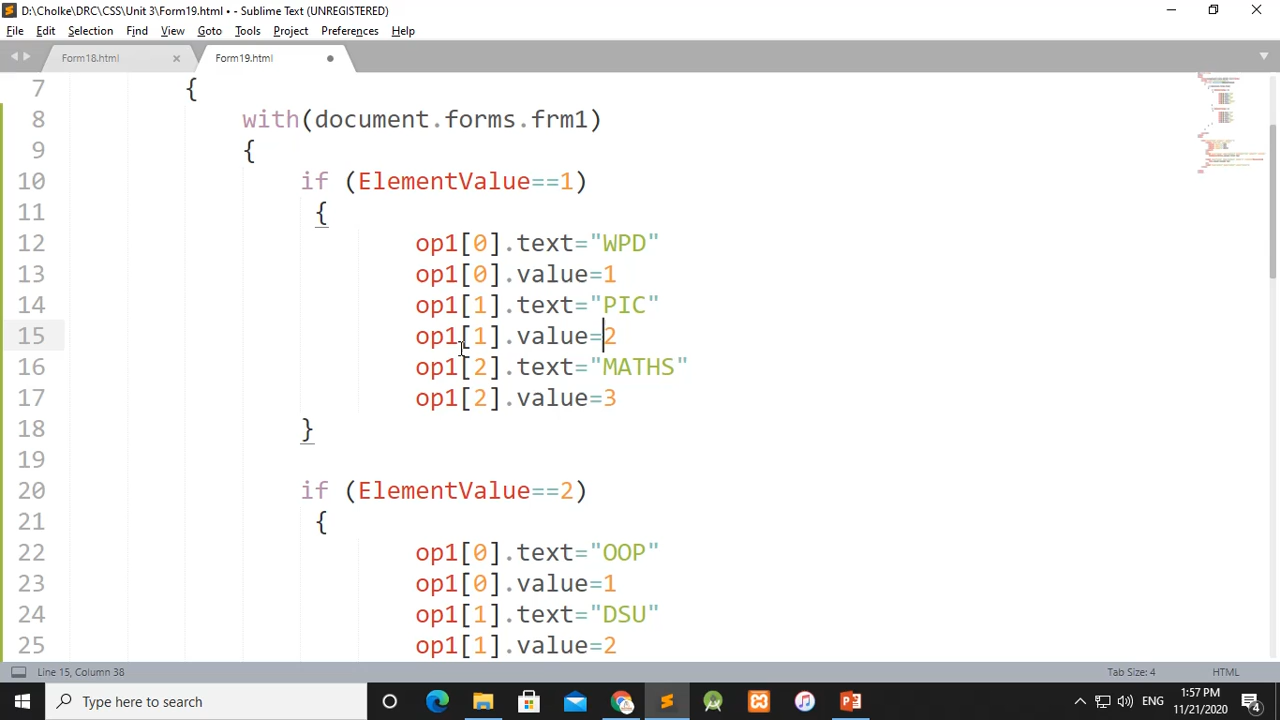 D:\Cholke\DRC\CSS\Unit 3\Form19.html • - Sublime Text (UNREGISTERED)
File Edit Selection Find View Goto Tools Project Preferences Help
Form18.html Form19.html
7 {
8 with(document.forms.frm1)
9 {
10 if (ElementValue==1)
11 {
12 op1[0].text="WPD"
13 op1[0].value=1
14 op1[1].text="PIC"
15 op1[1].value=2
16 op1[2].text="MATHS"
17 op1[2].value=3
18 }
19
20 if (ElementValue==2)
21 {
22 op1[0].text="OOP"
23 op1[0].value=1
24 op1[1].text="DSU"
25 op1[1].value=2
Line 15, Column 38 Tab Size: 4 HTML
Type here to search ENG 1:57 PM 4
11/21/2020